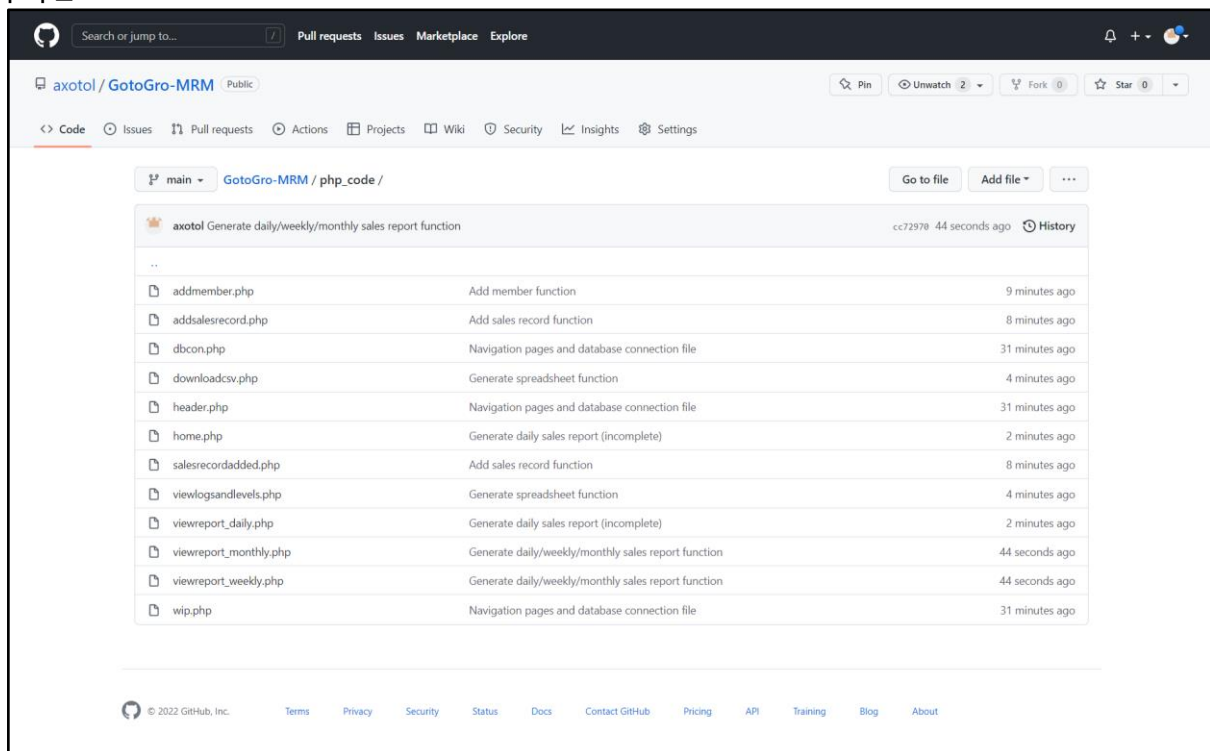 Search or jump to... / Pull requests Issues Marketplace Explore
axotol / GotoGro-MRM Public Pin Unwatch 2 Fork 0 Star 0
<> Code Issues Pull requests Actions Projects Wiki Security Insights Settings
main GotoGro-MRM / php_code / Go to file Add file ...
axotol Generate daily/weekly/monthly sales report function cc72970 44 seconds ago History
..
addmember.php Add member function 9 minutes ago
addsalesrecord.php Add sales record function 8 minutes ago
dbcon.php Navigation pages and database connection file 31 minutes ago
downloadcsv.php Generate spreadsheet function 4 minutes ago
header.php Navigation pages and database connection file 31 minutes ago
home.php Generate daily sales report (incomplete) 2 minutes ago
salesrecordadded.php Add sales record function 8 minutes ago
viewlogsandlevels.php Generate spreadsheet function 4 minutes ago
viewreport_daily.php Generate daily sales report (incomplete) 2 minutes ago
viewreport_monthly.php Generate daily/weekly/monthly sales report function 44 seconds ago
viewreport_weekly.php Generate daily/weekly/monthly sales report function 44 seconds ago
wip.php Navigation pages and database connection file 31 minutes ago
© 2022 GitHub, Inc. Terms Privacy Security Status Docs Contact GitHub Pricing API Training Blog About